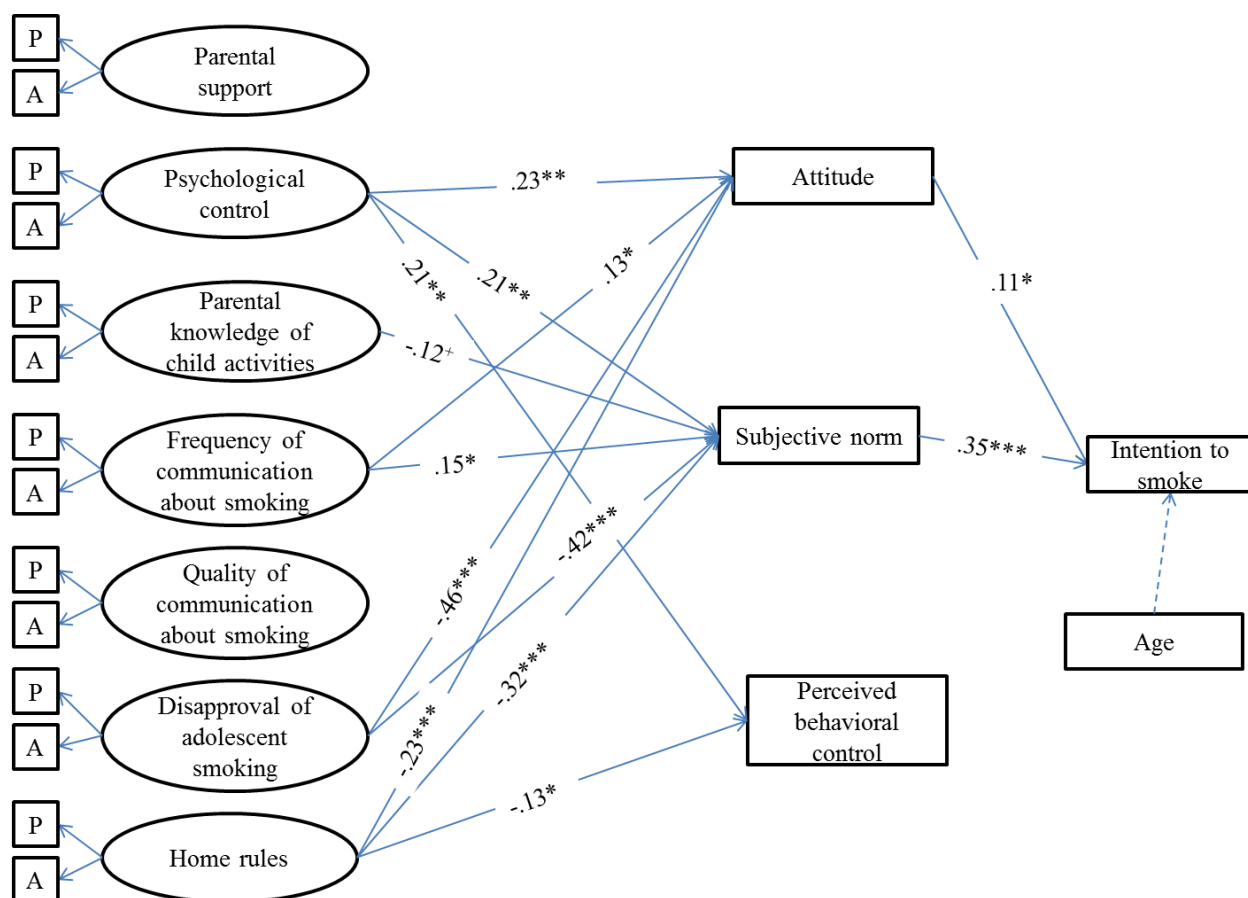 P
A
Parental
support
P
A
Psychological
control
P
A
Parental
knowledge of
child activities
P
A
Frequency of
communication
about smoking
P
A
Quality of
communication
about smoking
P
A
Disapproval of
adolescent
smoking
P
A
Home rules
.23**
.21**
.21**
.13*
-.12+
.15*
-.46***
-.42***
-.23***
-.32***
-.13*
Attitude
Subjective norm
Perceived
behavioral
control
.11*
.35***
Intention to
smoke
Age